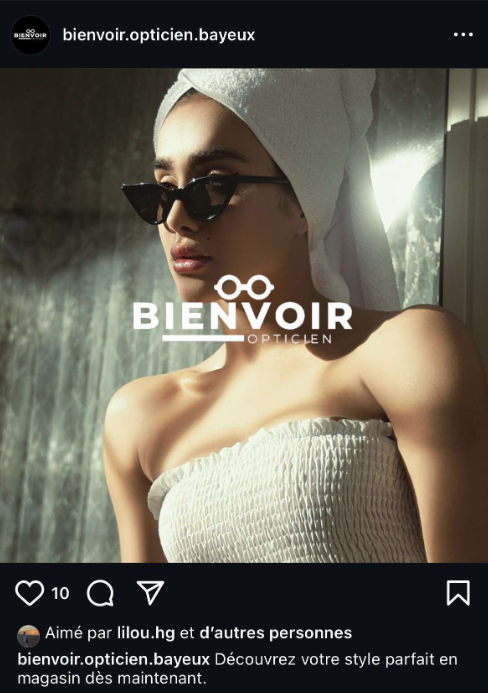 BIENVOIR
bienvoir.opticien.bayeux
BIENVOIR
OPTICIEN
10
Aimé par lilou.hg et d'autres personnes
bienvoir.opticien.bayeux Découvrez votre style parfait en
magasin dès maintenant.